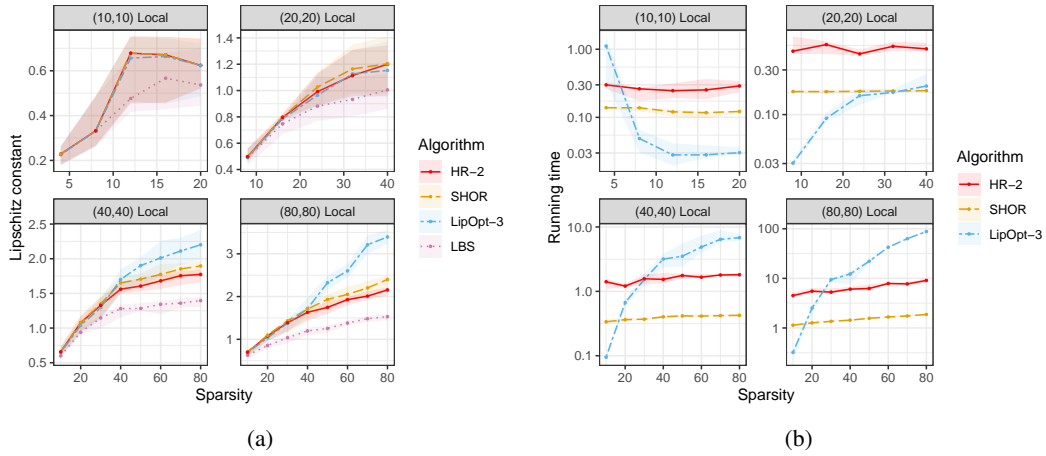 (10,10) Local
(20,20) Local
0.6
0.4
0.2
5
10
15
20
1.4
1.2
1.0
0.8
0.6
0.4
10
20
30
40
(40,40) Local
(80,80) Local
2.5
2.0
1.5
1.0
0.5
20
40
60
80
3
2
1
20
40
60
80
Lipschitz constant
Sparsity
Algorithm
HR−2
SHOR
LipOpt−3
LBS
(a)
(10,10) Local
(20,20) Local
1.00
0.30
0.10
0.03
5
10
15
20
0.30
0.10
0.03
10
20
30
40
(40,40) Local
(80,80) Local
10.0
1.0
0.1
20
40
60
80
100
10
1
20
40
60
80
Running time
Sparsity
Algorithm
HR−2
SHOR
LipOpt−3
(b)